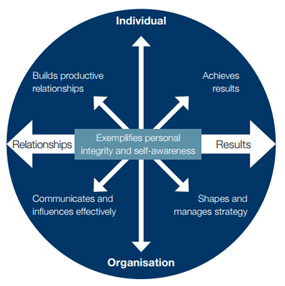 Individual
Builds productive
relationships
Achieves
results
Exemplifies personal
integrity and self-awareness
Relationships
Results
Communicates and
influences effectively
Shapes and
manages strategy
Organisation